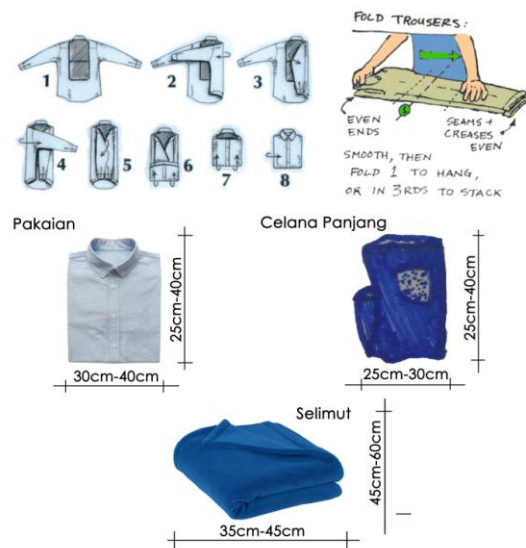 1
2
3
4
5
6
7
8
FOLD TROUSERS:
1
EVEN
ENDS
SEAMS +
CREASES
EVEN
SMOOTH, THEN
FOLD 1 TO HANG,
OR IN 3RDS TO STACK
Pakaian
25cm-40cm
30cm-40cm
Celana Panjang
25cm-40cm
25cm-30cm
Selimut
45cm-60cm
35cm-45cm